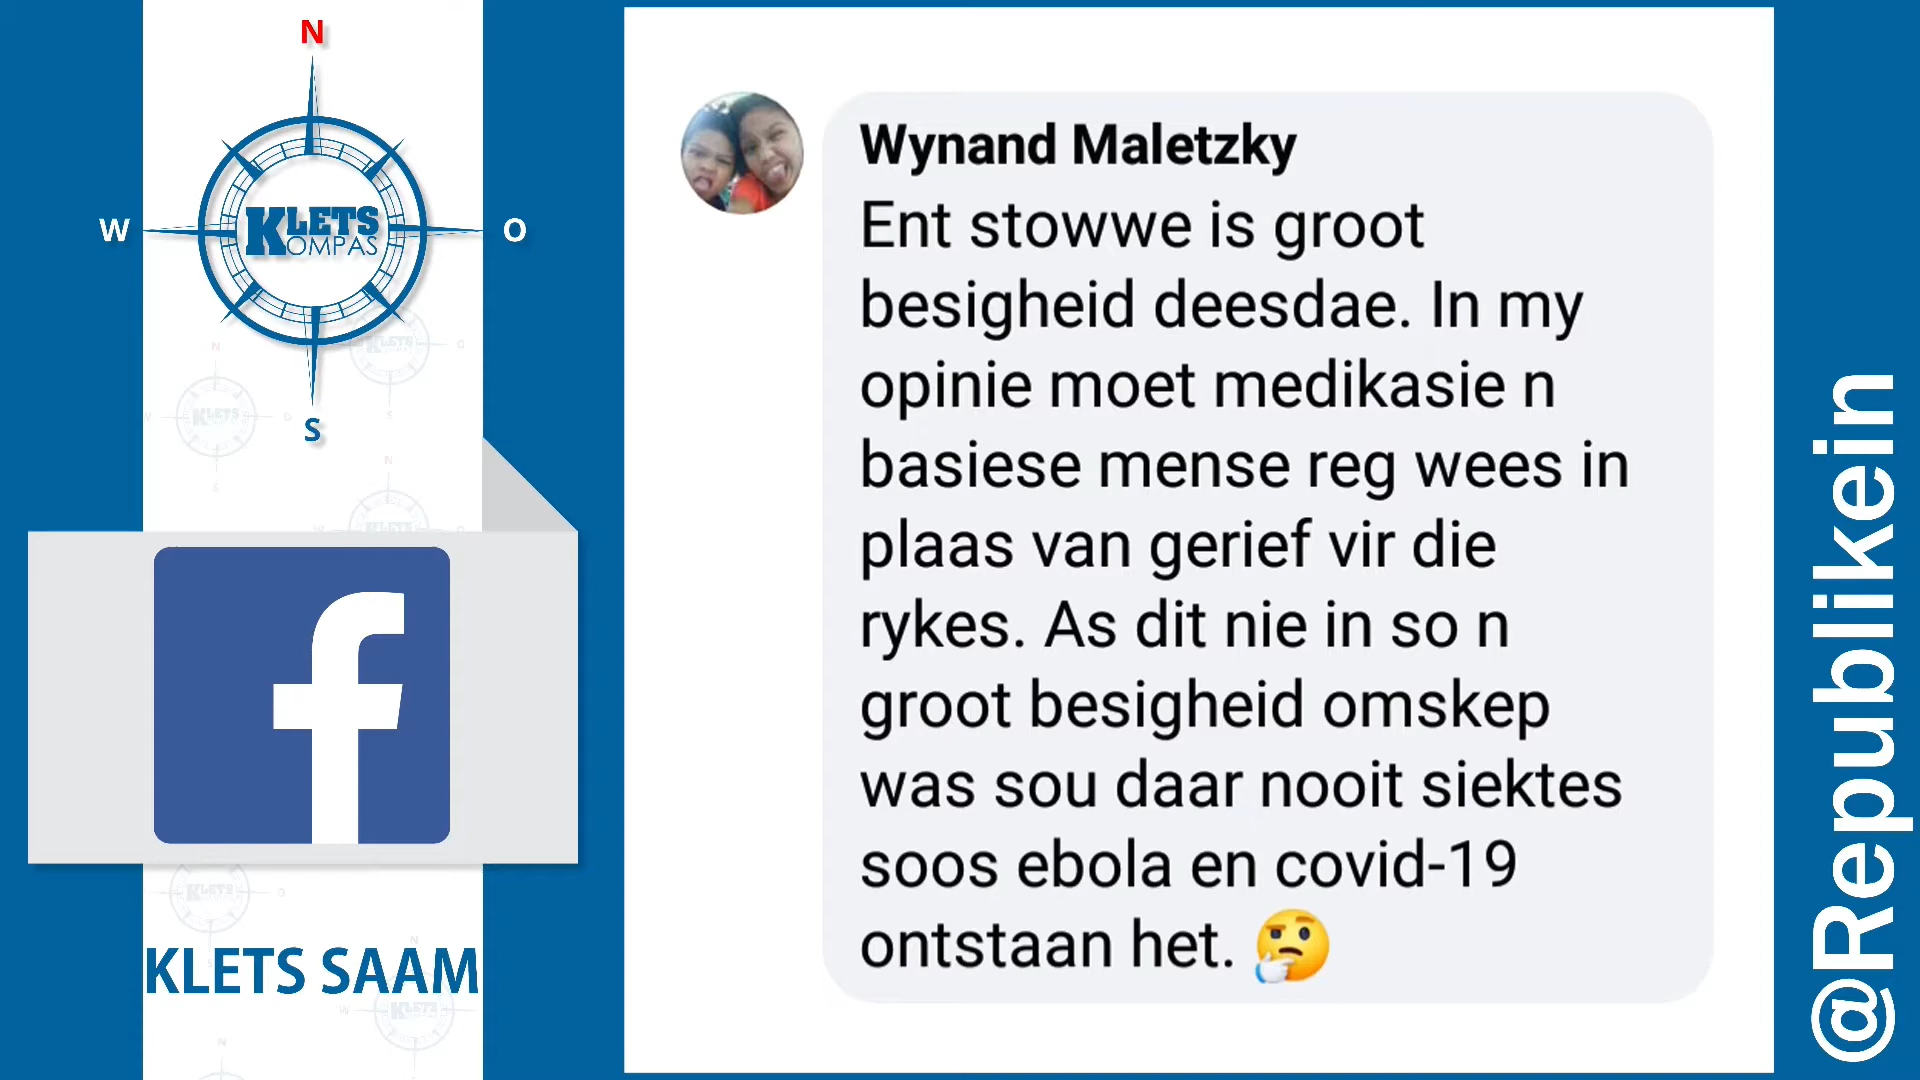 N
W
O
KLETS
KOMPAS
S
KLETS SAAM
Wynand Maletzky
Ent stowwe is groot
besigheid deesdae. In my
opinie moet medikasie n
basiese mense reg wees in
plaas van gerief vir die
rykes. As dit nie in so n
groot besigheid omskep
was sou daar nooit siektes
soos ebola en covid-19
ontstaan het. 🤔
@Republikein